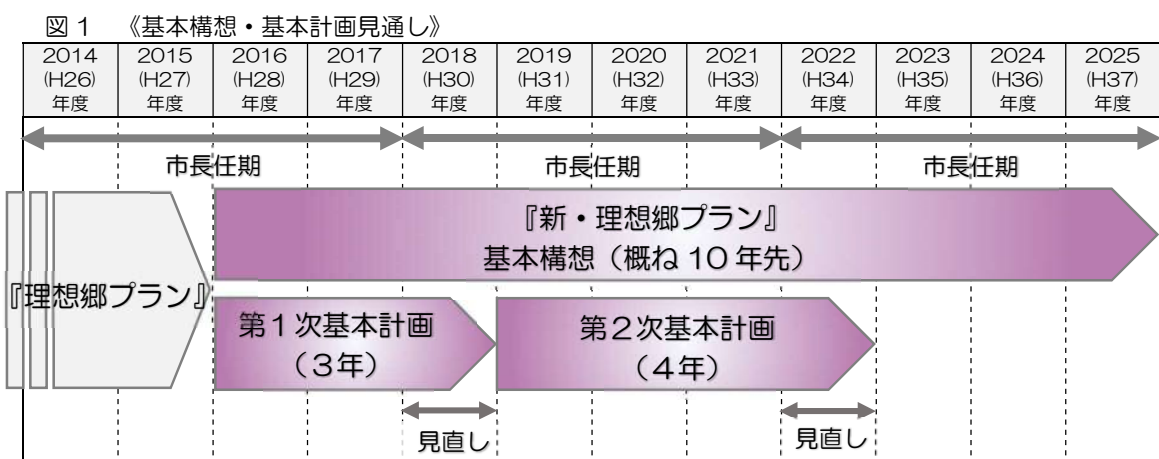 図1 《基本構想・基本計画見通し》
2014 2015 2016 2017 2018 2019 2020 2021 2022 2023 2024 2025
(H26) (H27) (H28) (H29) (H30) (H31) (H32) (H33) (H34) (H35) (H36) (H37)
年度 年度 年度 年度 年度 年度 年度 年度 年度 年度 年度 年度
市長任期 市長任期 市長任期
『新・理想郷プラン』
基本構想（概ね10年先）
『理想郷プラン』
第1次基本計画
（3年）
第2次基本計画
（4年）
見直し 見直し